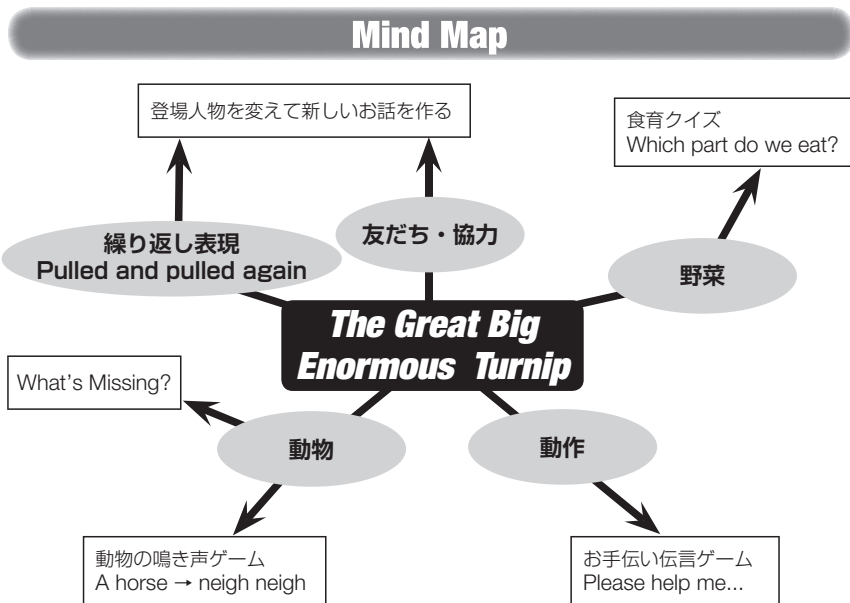 Mind Map
登場人物を変えて新しいお話を作る
食育クイズ
Which part do we eat?
繰り返し表現
Pulled and pulled again
友だち・協力
野菜
The Great Big
Enormous Turnip
What's Missing?
動物
動作
動物の鳴き声ゲーム
A horse → neigh neigh
お手伝い伝言ゲーム
Please help me...